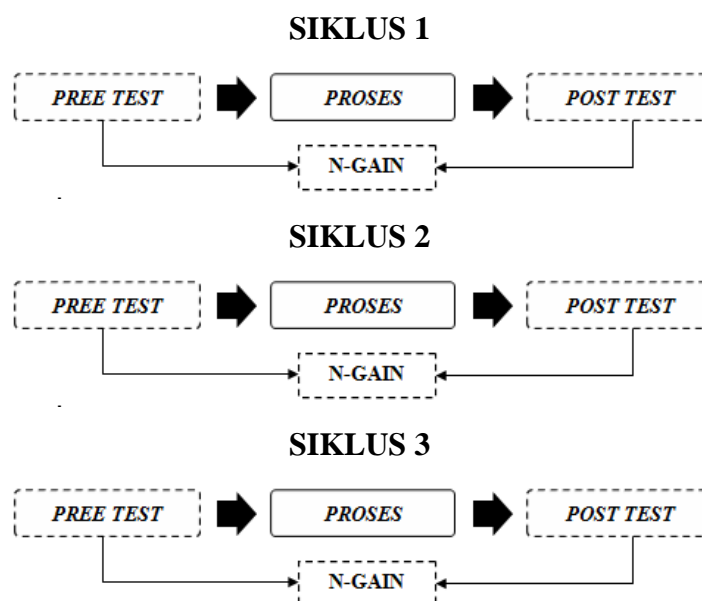 SIKLUS 1
PREE TEST PROSES POST TEST
N-GAIN
SIKLUS 2
PREE TEST PROSES POST TEST
N-GAIN
SIKLUS 3
PREE TEST PROSES POST TEST
N-GAIN